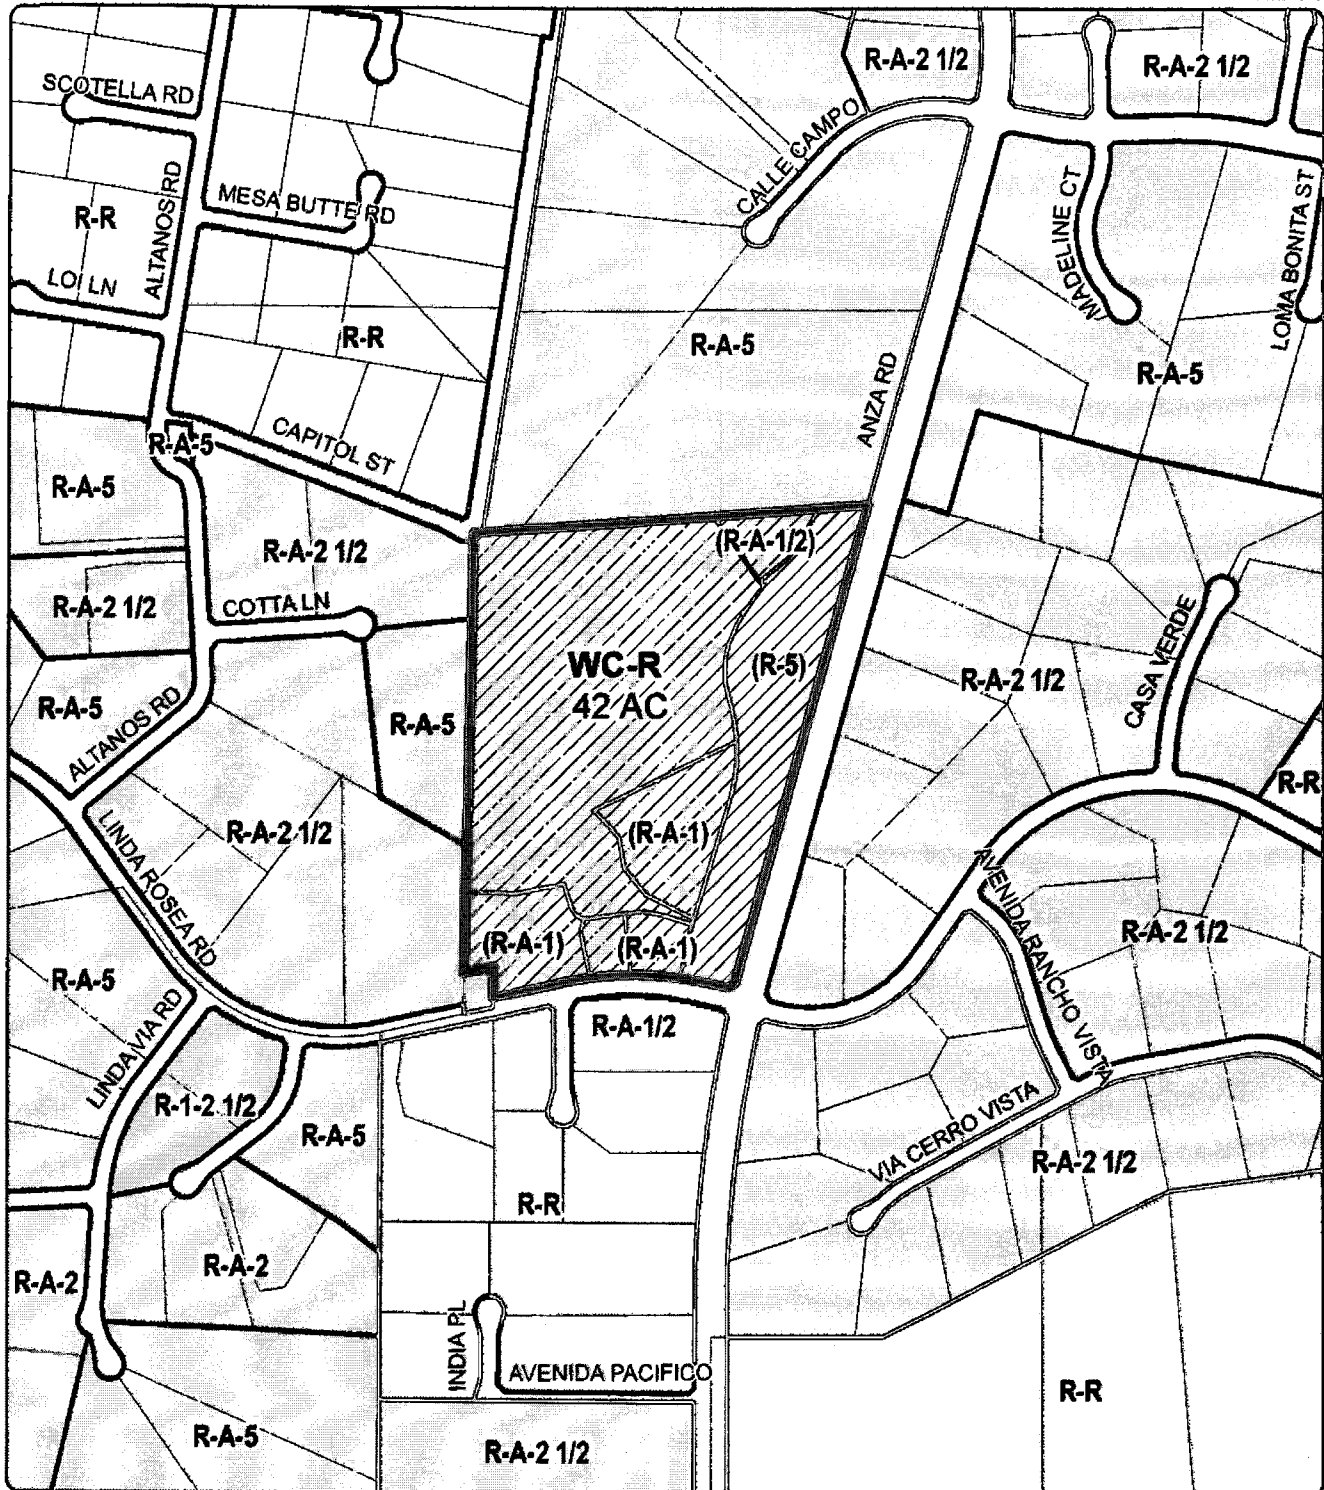 R-A-2 1/2
R-A-2 1/2
SCOTELLA RD
CALLE CAMPO
ALTANOS RD
MESA BUTTE RD
R-R
MADELINE CT
LOMA BONITA ST
LOI LN
R-R
R-A-5
R-A-5
ANZA RD
R-A-5
CAPITOL ST
R-A-5
R-A-2 1/2
(R-A-1/2)
R-A-2 1/2
COTTA LN
WC-R
42 AC
(R-5)
R-A-2 1/2
CASA VERDE
R-A-5
ALTANOS RD
R-A-5
R-R
LINDA ROSEA RD
R-A-2 1/2
(R-A-1)
AVENIDA RANCHO VISTA
R-A-2 1/2
(R-A-1)
(R-A-1)
R-A-5
LINDA VIA RD
R-A-1/2
R-1-2 1/2
R-A-5
VIA CERRO VISTA
R-A-2 1/2
R-R
R-A-2
R-A-2
INDIA PL
AVENIDA PACIFICO
R-R
R-A-5
R-A-2 1/2